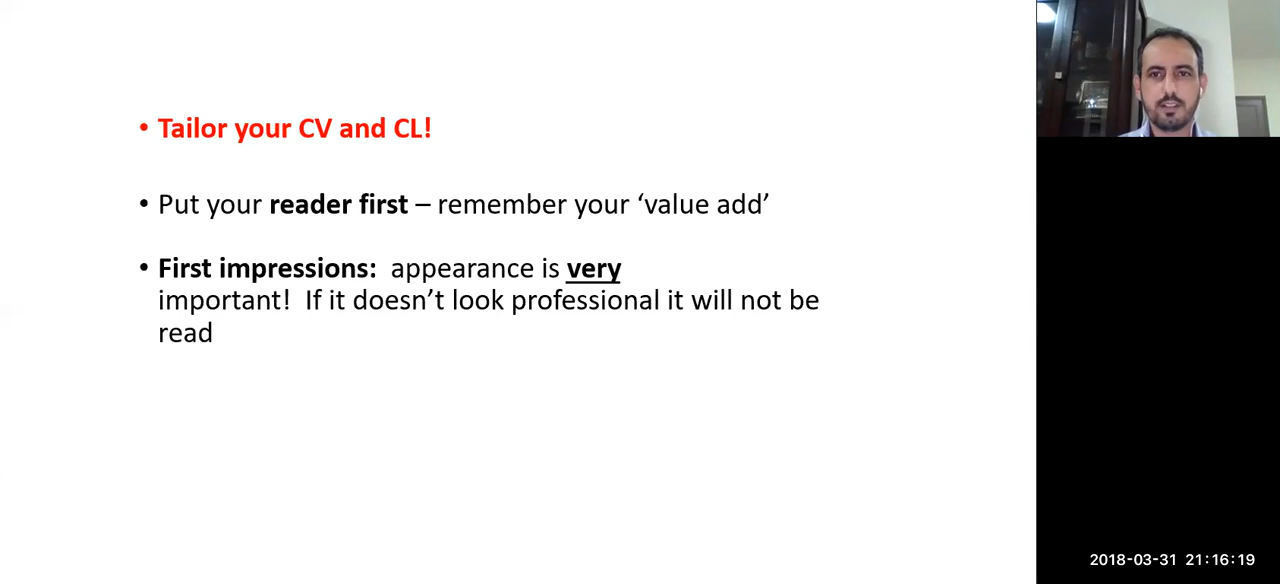 • Tailor your CV and CL!
• Put your reader first – remember your ‘value add’
• First impressions:  appearance is very
important!  If it doesn’t look professional it will not be
read
2018-03-31 21:16:19